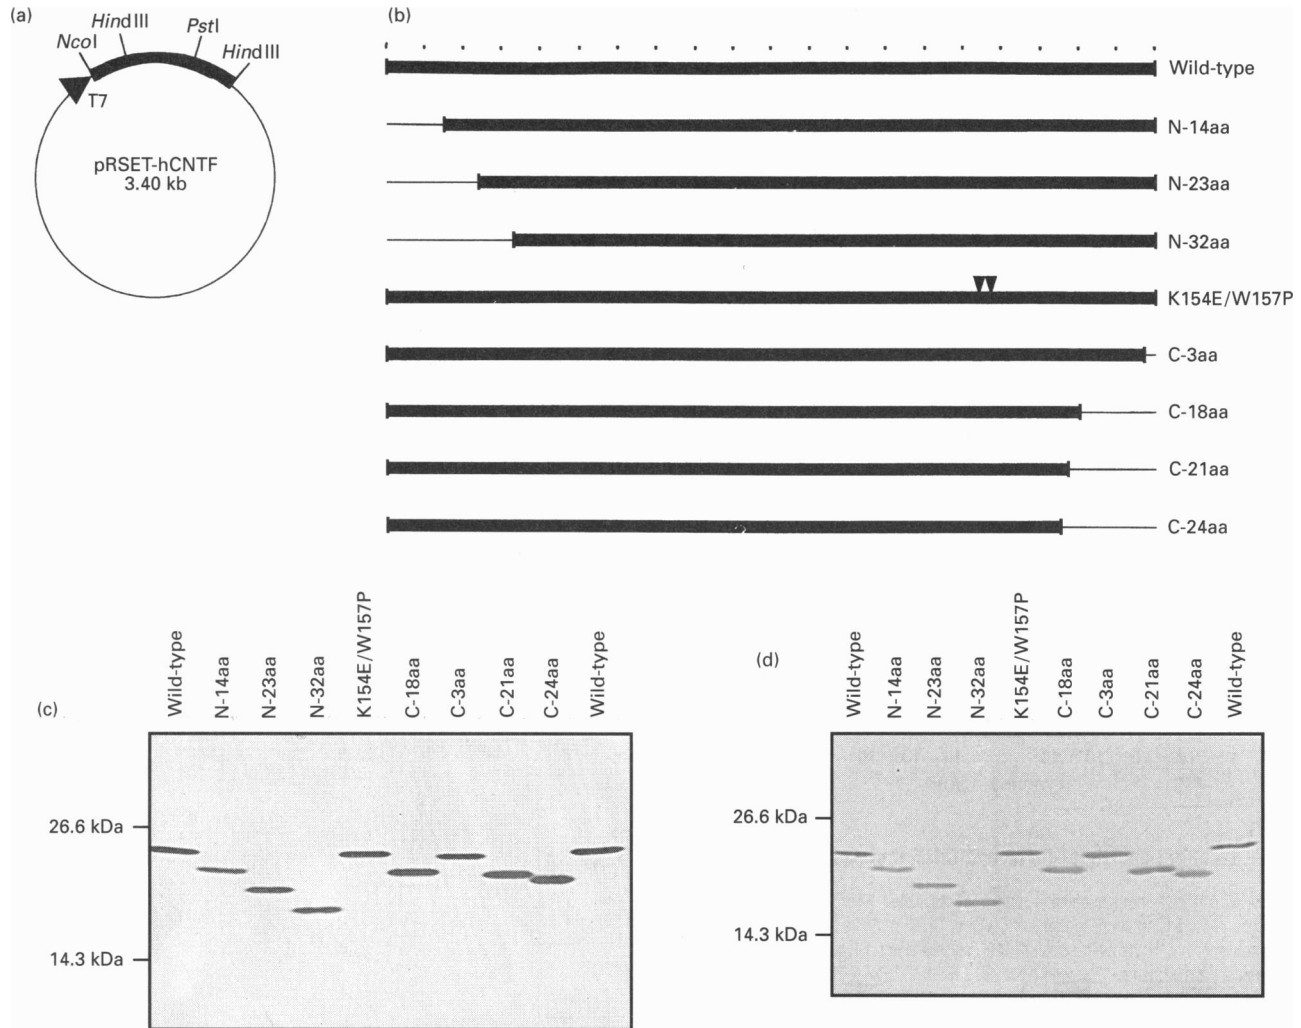 (a)
NcoI
HindIII
PstI
HindIII
T7
pRSET-hCNTF
3.40 kb
(b)
Wild-type
N-14aa
N-23aa
N-32aa
K154E/W157P
C-3aa
C-18aa
C-21aa
C-24aa
(c)
Wild-type
N-14aa
N-23aa
N-32aa
K154E/W157P
C-18aa
C-3aa
C-21aa
C-24aa
Wild-type
26.6 kDa
14.3 kDa
(d)
Wild-type
N-14aa
N-23aa
N-32aa
K154E/W157P
C-18aa
C-3aa
C-21aa
C-24aa
Wild-type
26.6 kDa
14.3 kDa